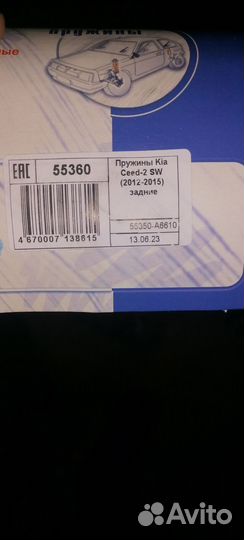 пружины
ные
EAC
55360
Пружины Kia
Ceed-2 SW
(2012-2015)
задние
55350-A6610
4 670007 138615
13.06.23
Avito